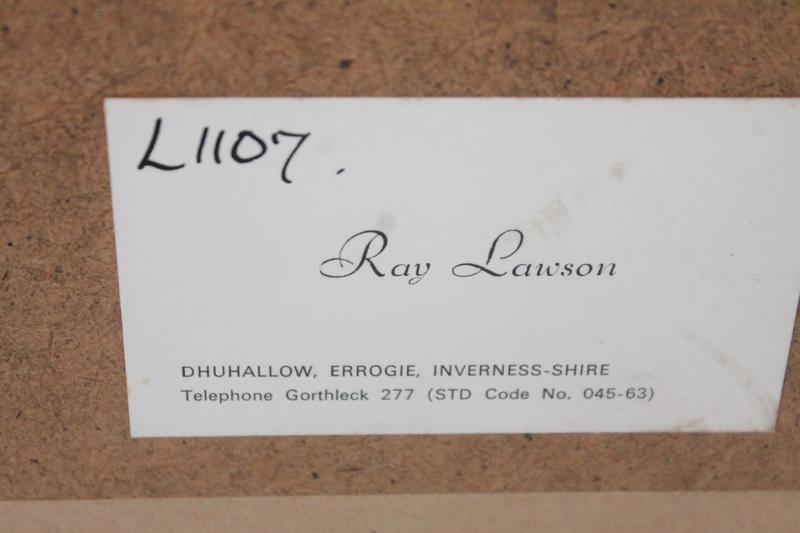 L1107.
Ray Lawson
DHUHALLOW, ERROGIE, INVERNESS-SHIRE
Telephone Gorthleck 277 (STD Code No. 045-63)